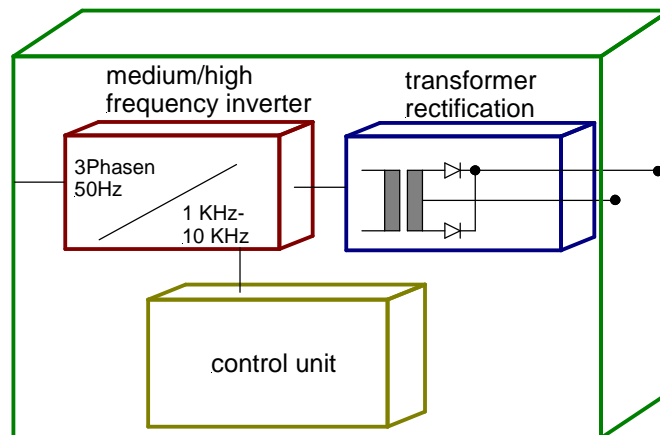 medium/high
frequency inverter
transformer
rectification
3Phasen
50Hz
1 KHz-
10 KHz
control unit